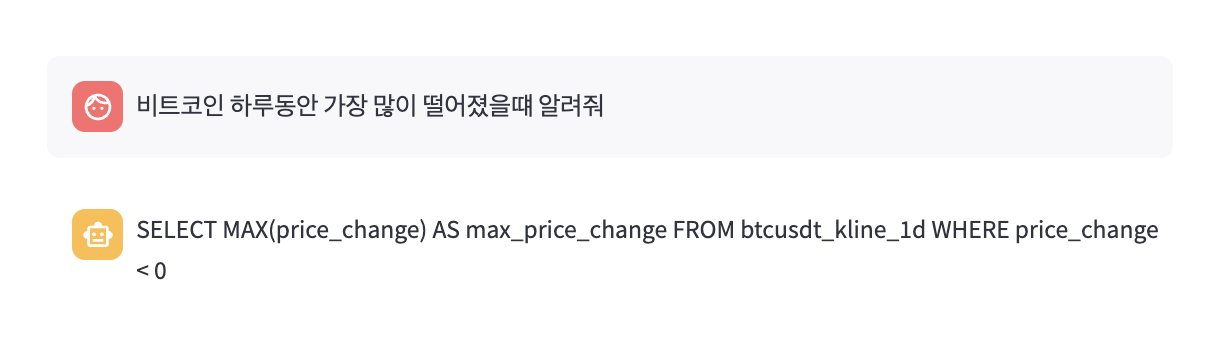 비트코인 하루동안 가장 많이 떨어졌을떄 알려줘
SELECT MAX(price_change) AS max_price_change FROM btcusdt_kline_1d WHERE price_change
< 0